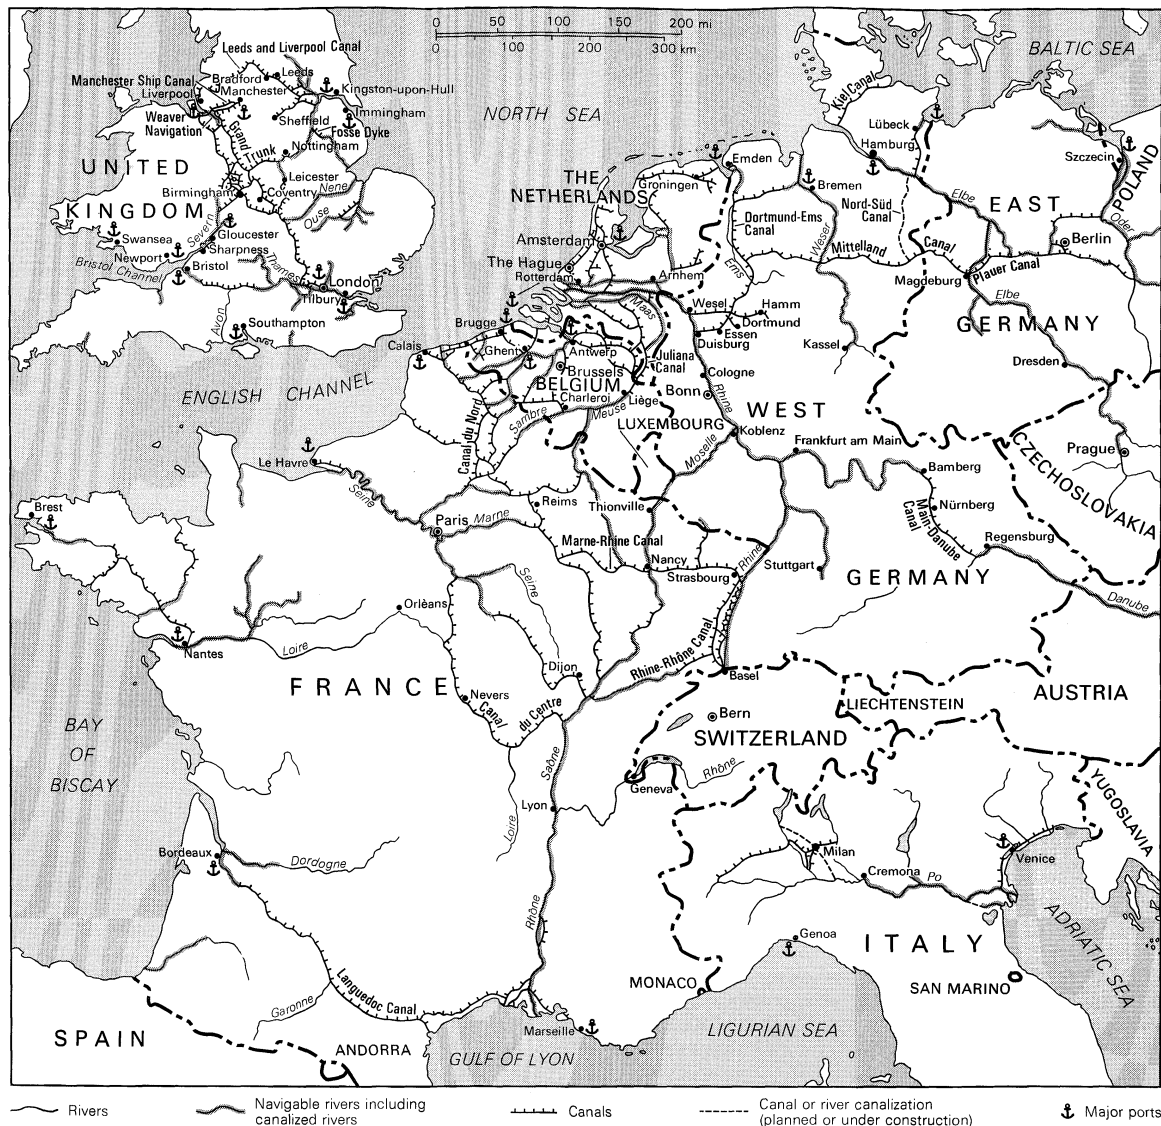 0 50 100 150 200 mi
0 100 200 300 km
BALTIC SEA
NORTH SEA
Leeds and Liverpool Canal
Manchester Ship Canal
Bradford
Leeds
Liverpool
Manchester
Kingston-upon-Hull
Immingham
Weaver
Navigation
Sheffield
Fosse Dyke
Grand
Trunk
Nottingham
UNITED
KINGDOM
Leicester
Birmingham
Coventry
Nene
Ouse
Severn
Gloucester
Swansea
Sharpness
Newport
Bristol Channel
Bristol
Thames
London
Tilbury
Avon
Southampton
ENGLISH CHANNEL
Kiel Canal
Lübeck
Hamburg
Szczecin
POLAND
Oder
Emden
THE
NETHERLANDS
Groningen
Bremen
Nord-Süd
Canal
Elbe
EAST
GERMANY
Dortmund-Ems
Canal
Weser
Mittelland
Canal
Berlin
Amsterdam
The Hague
Rotterdam
Arnhem
Ems
Magdeburg
Plauer Canal
Elbe
Maas
Wesel
Hamm
Dortmund
Essen
Duisburg
Kassel
Dresden
Brugge
Calais
Ghent
Antwerp
Brussels
BELGIUM
Juliana
Canal
Cologne
Bonn
Rhine
Charleroi
Liège
Sambre
Meuse
LUXEMBOURG
Koblenz
Moselle
WEST
GERMANY
Frankfurt am Main
Prague
CZECHOSLOVAKIA
Canal du Nord
Le Havre
Seine
Brest
Paris
Marne
Reims
Thionville
Bamberg
Nürnberg
Main-Danube
Canal
Regensburg
Marne-Rhine Canal
Nancy
Strasbourg
Rhine
Stuttgart
Danube
Seine
Orlèans
Nantes
Loire
Dijon
Rhine-Rhône Canal
Basel
FRANCE
Nevers
Canal
du Centre
Bern
SWITZERLAND
LIECHTENSTEIN
AUSTRIA
BAY
OF
BISCAY
Saône
Geneva
Rhône
YUGOSLAVIA
Lyon
Loire
Bordeaux
Dordogne
Milan
Cremona
Po
Venice
Rhône
ADRIATIC SEA
Genoa
ITALY
Languedoc Canal
Garonne
MONACO
SAN MARINO
Marseille
LIGURIAN SEA
SPAIN
ANDORRA
GULF OF LYON
Rivers
Navigable rivers including
canalized rivers
Canals
Canal or river canalization
(planned or under construction)
Major ports